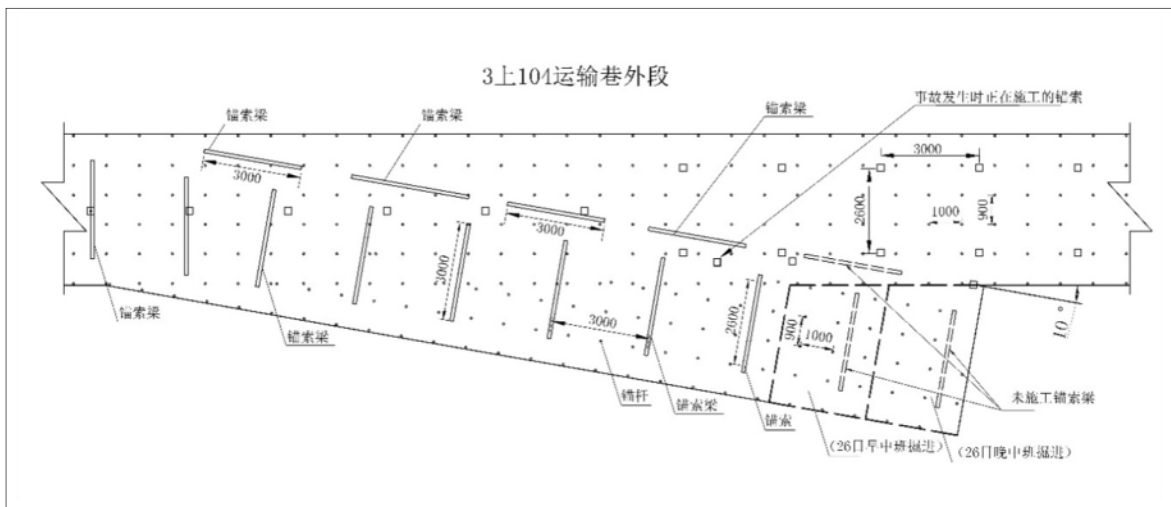 3上104运输巷外段
锚索梁
锚索梁
锚索梁
事故发生时正在施工的锚索
3000
3000
2600
1000
900
3000
3000
3000
2600
900
1000
10°
锚索梁
锚索梁
锚杆
锚索梁
锚索
未施工锚索梁
（26日早中班掘进）
（26日晚中班掘进）